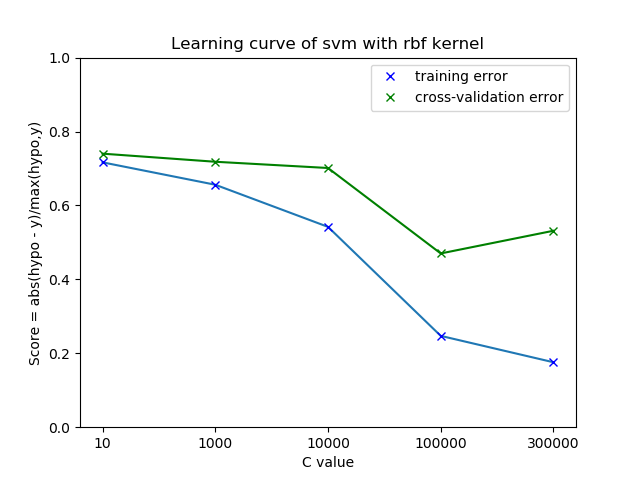 Learning curve of svm with rbf kernel
training error
cross-validation error
Score = abs(hypo - y)/max(hypo,y)
1.0
0.8
0.6
0.4
0.2
0.0
10 1000 10000 100000 300000
C value